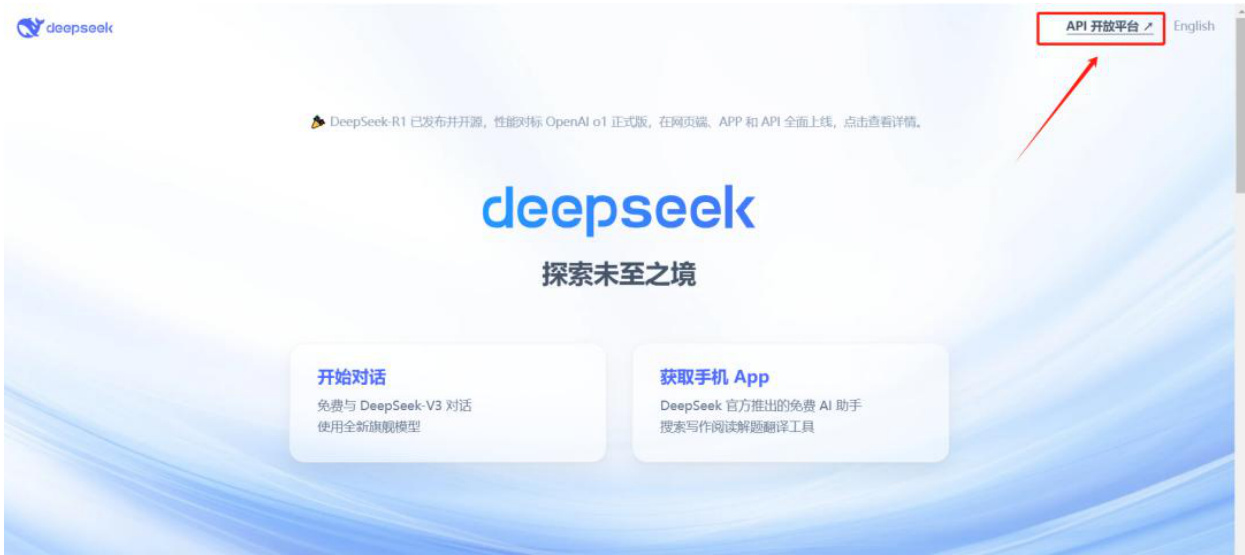 deepseek
API 开放平台 ↗ English
🎉 DeepSeek-R1 已发布并开源，性能对标 OpenAI o1 正式版，在网页端、APP 和 API 全面上线，点击查看详情。
deepseek
探索未至之境
开始对话
免费与 DeepSeek-V3 对话
使用全新旗舰模型
获取手机 App
DeepSeek 官方推出的免费 AI 助手
搜索写作阅读解题翻译工具